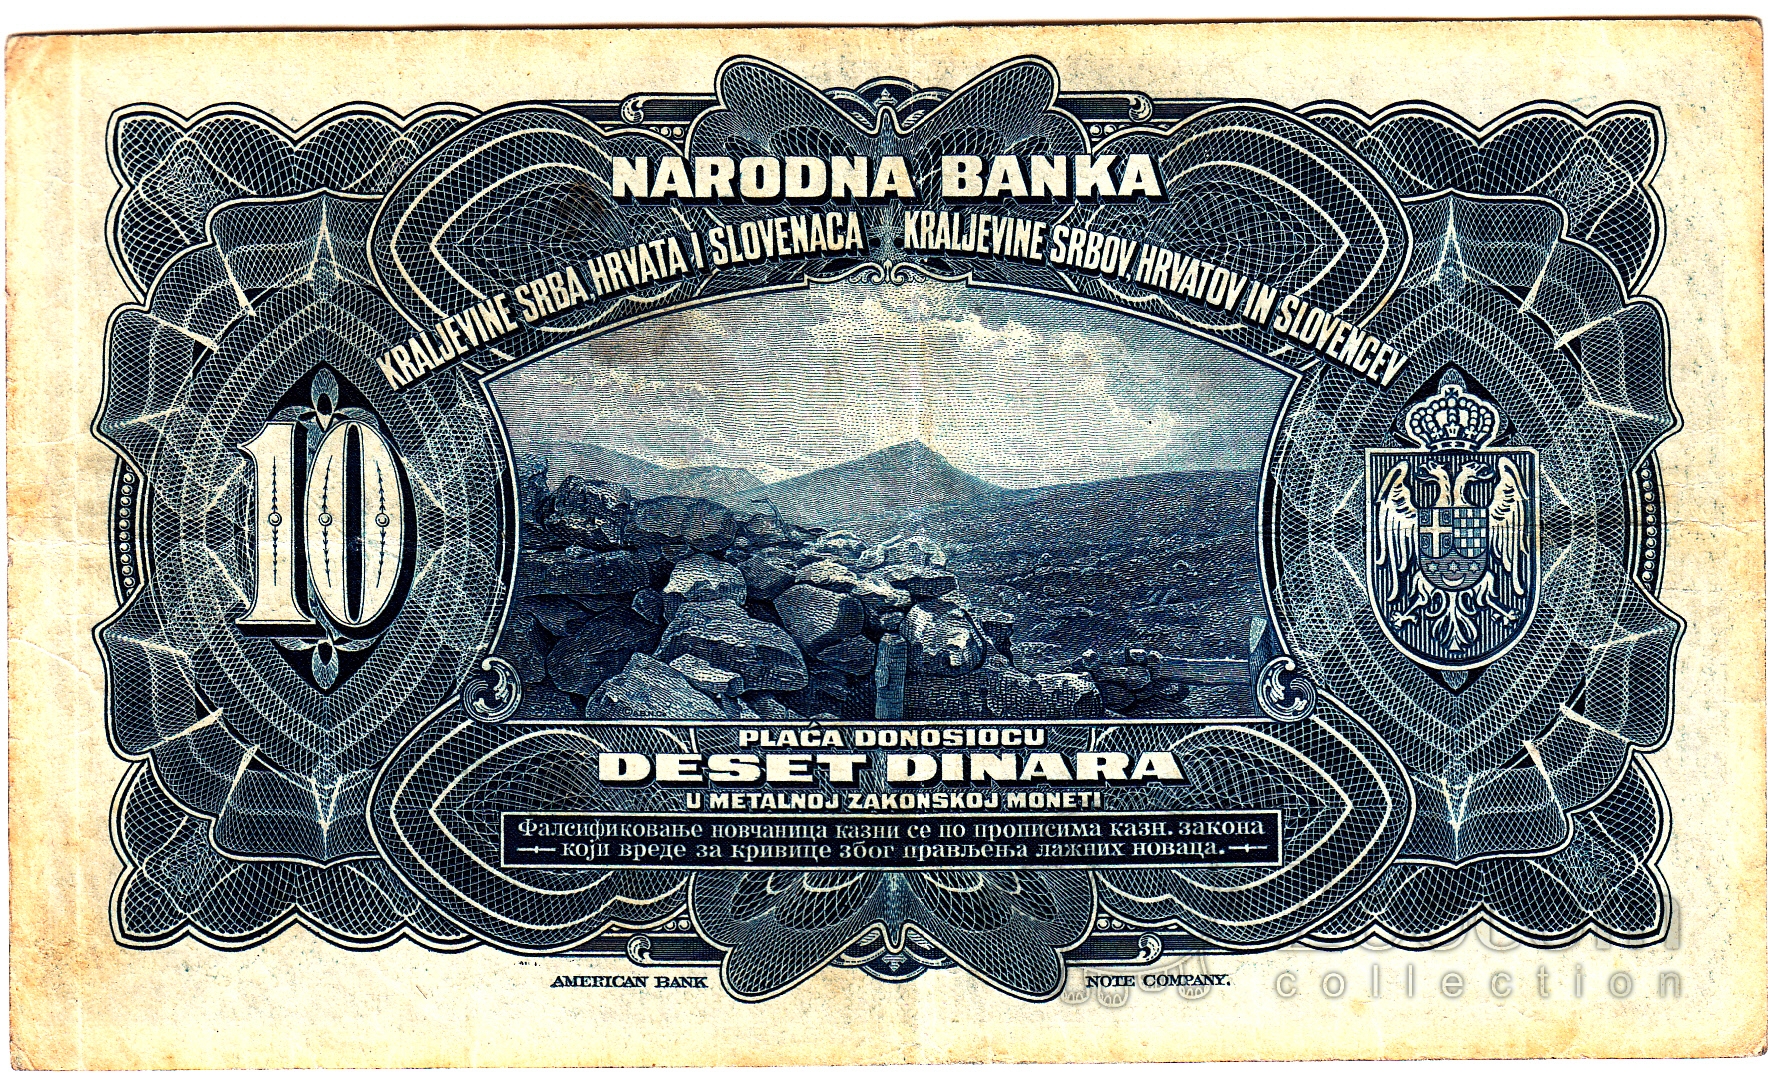 NARODNA BANKA
KRALJEVINE SRBA, HRVATA I SLOVENACA
KRALJEVINE SRBOV, HRVATOV IN SLOVENCEV
10
PLAĆA DONOSIOCU
DESET DINARA
U METALNOJ ZAKONSKOJ MONETI
Фалсификовање новчаница казни се по прописима казн. закона
који вреде за кривице због прављења лажних новаца.
AMERICAN BANK NOTE COMPANY.
collection